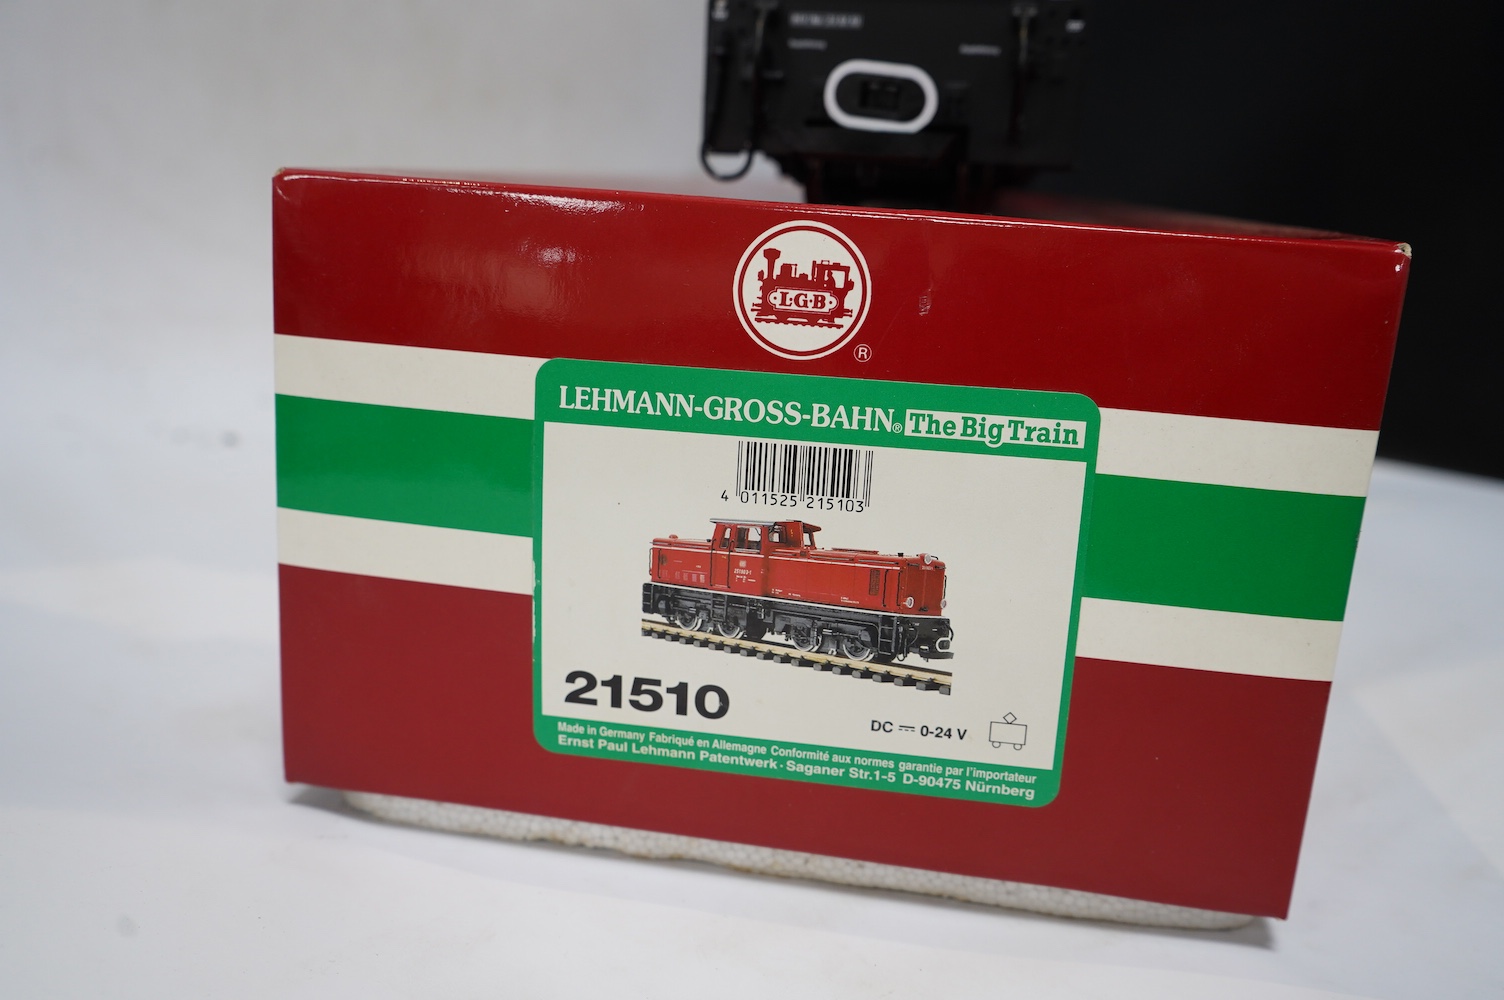 L·G·B
®
LEHMANN-GROSS-BAHN® The Big Train
4 011525 215103
21510
DC 0-24 V
Made in Germany Fabriqué en Allemagne Conformité aux normes garantie par l'importateur
Ernst Paul Lehmann Patentwerk · Saganer Str.1-5 D-90475 Nürnberg